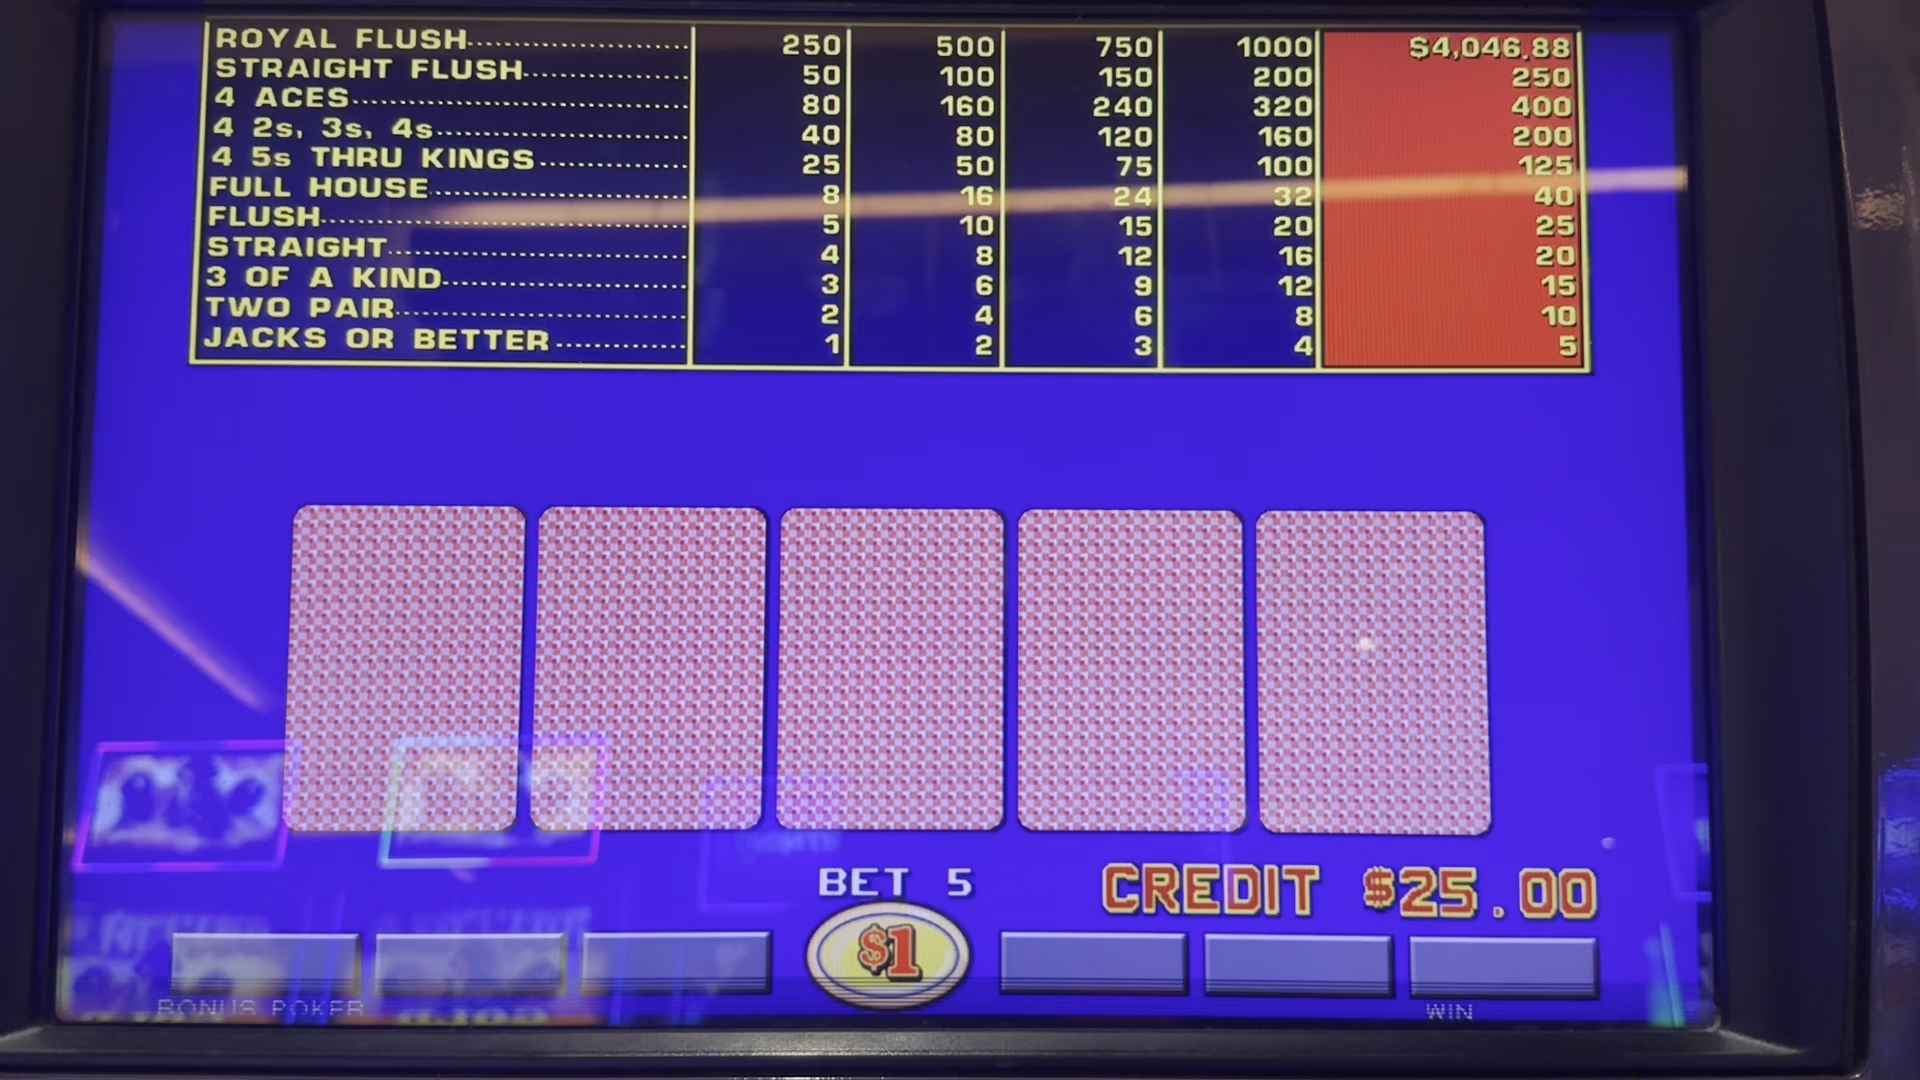 ROYAL FLUSH 250 500 750 1000 $4,046.88
STRAIGHT FLUSH 50 100 150 200 250
4 ACES 80 160 240 320 400
4 2s, 3s, 4s 40 80 120 160 200
4 5s THRU KINGS 25 50 75 100 125
FULL HOUSE 8 16 24 32 40
FLUSH 5 10 15 20 25
STRAIGHT 4 8 12 16 20
3 OF A KIND 3 6 9 12 15
TWO PAIR 2 4 6 8 10
JACKS OR BETTER 1 2 3 4 5
BET 5 CREDIT $25.00
$1
BONUS POKER WIN